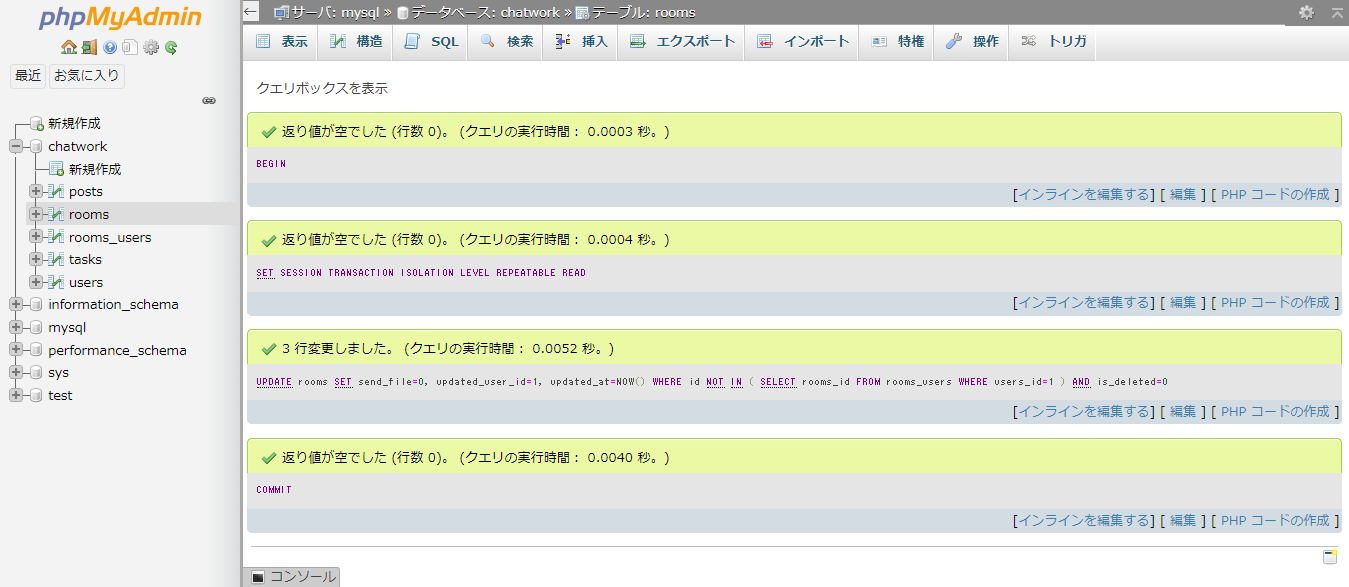 phpMyAdmin
最近 お気に入り
新規作成
chatwork
新規作成
posts
rooms
rooms_users
tasks
users
information_schema
mysql
performance_schema
sys
test
サーバ: mysql » データベース: chatwork » テーブル: rooms
表示 構造 SQL 検索 挿入 エクスポート インポート 特権 操作 トリガ
クエリボックスを表示
返り値が空でした (行数 0)。 (クエリの実行時間： 0.0003 秒。)
BEGIN
[インラインを編集する] [ 編集 ] [ PHP コードの作成 ]
返り値が空でした (行数 0)。 (クエリの実行時間： 0.0004 秒。)
SET SESSION TRANSACTION ISOLATION LEVEL REPEATABLE READ
[インラインを編集する] [ 編集 ] [ PHP コードの作成 ]
3 行変更しました。 (クエリの実行時間： 0.0052 秒。)
UPDATE rooms SET send_file=0, updated_user_id=1, updated_at=NOW() WHERE id NOT IN ( SELECT rooms_id FROM rooms_users WHERE users_id=1 ) AND is_deleted=0
[インラインを編集する] [ 編集 ] [ PHP コードの作成 ]
返り値が空でした (行数 0)。 (クエリの実行時間： 0.0040 秒。)
COMMIT
[インラインを編集する] [ 編集 ] [ PHP コードの作成 ]
コンソール